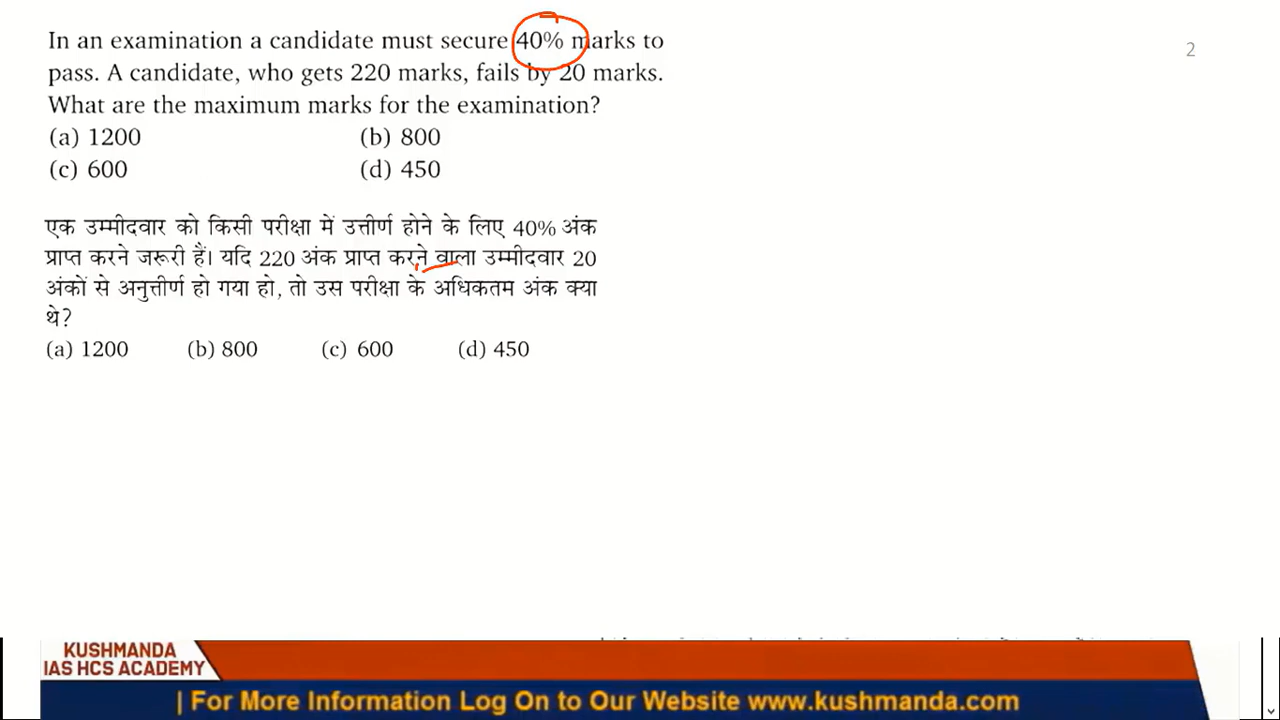 In an examination a candidate must secure 40% marks to
2
pass. A candidate, who gets 220 marks, fails by 20 marks.
What are the maximum marks for the examination?
(a) 1200 (b) 800
(c) 600 (d) 450
एक उम्मीदवार को किसी परीक्षा में उत्तीर्ण होने के लिए 40% अंक
प्राप्त करने जरूरी हैं। यदि 220 अंक प्राप्त करने वाला उम्मीदवार 20
अंकों से अनुत्तीर्ण हो गया हो, तो उस परीक्षा के अधिकतम अंक क्या
थे?
(a) 1200 (b) 800 (c) 600 (d) 450
KUSHMANDA
IAS HCS ACADEMY
| For More Information Log On to Our Website www.kushmanda.com